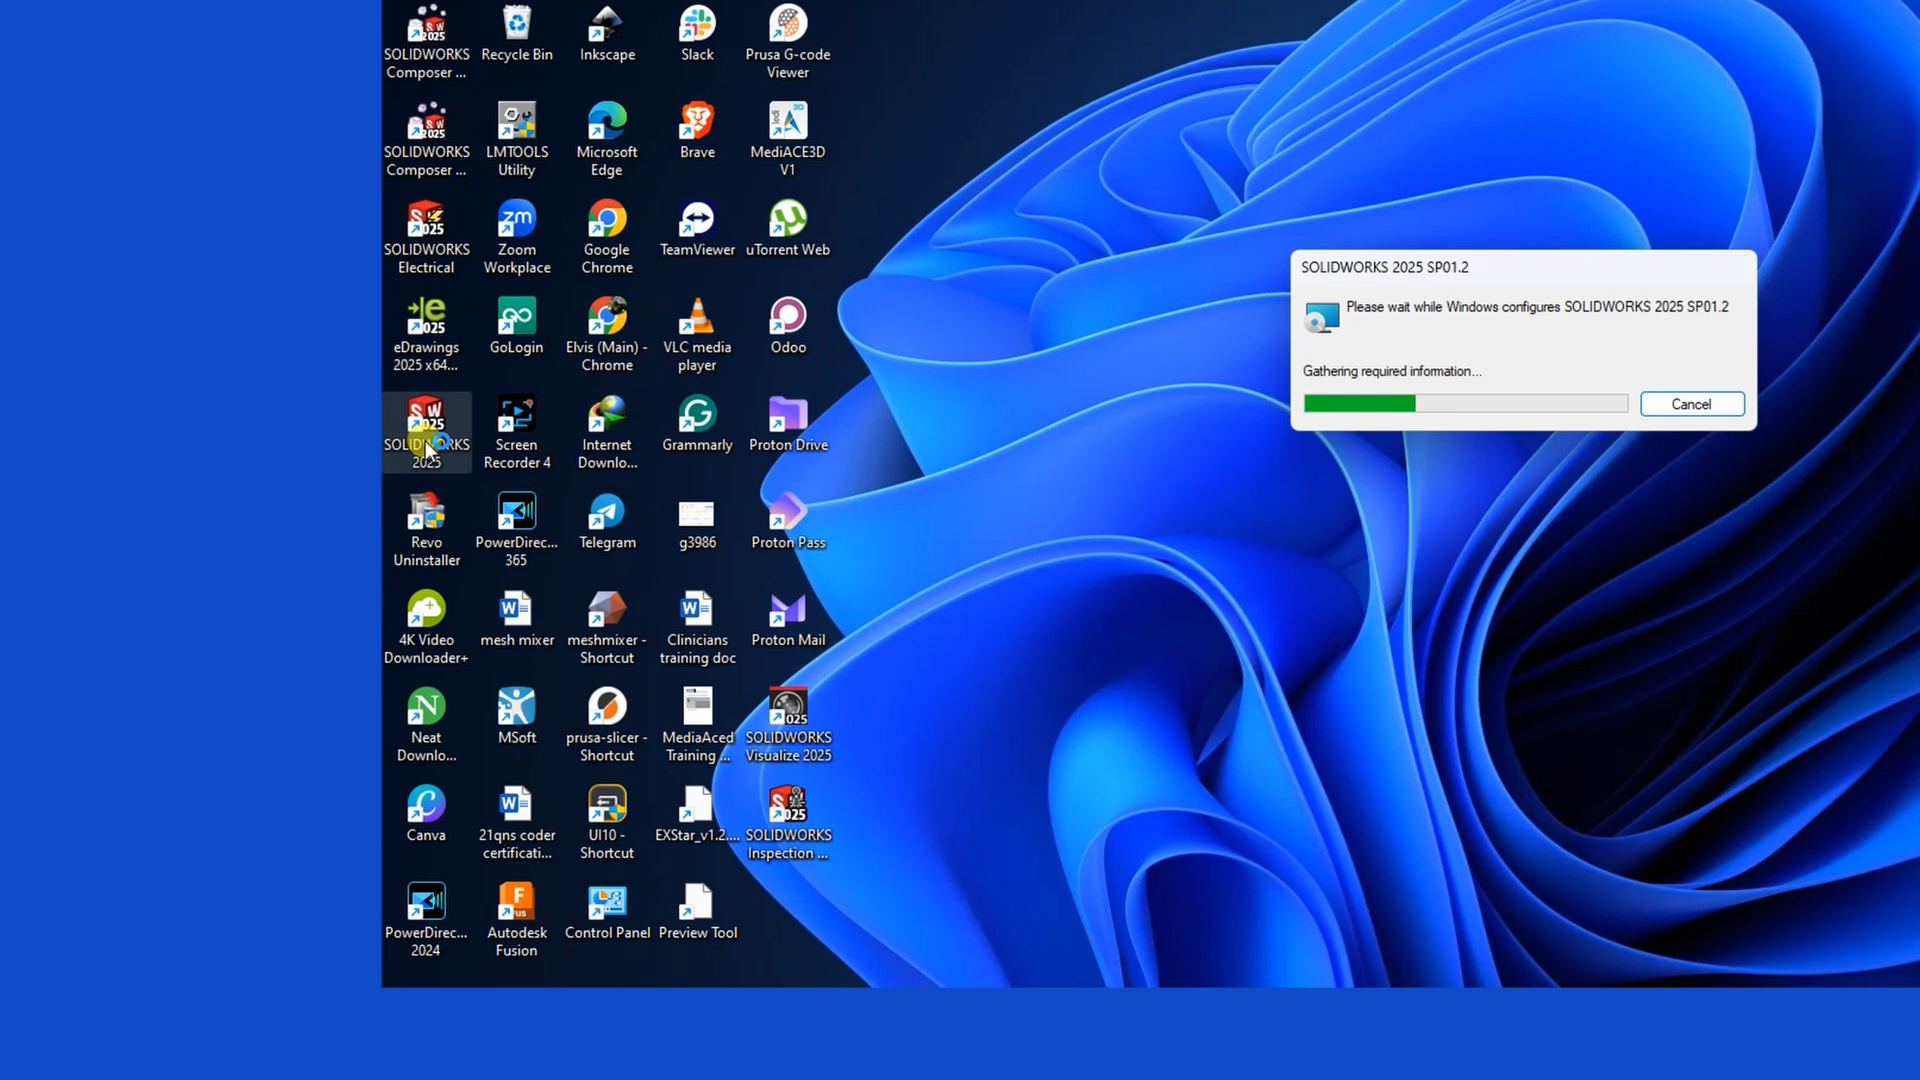 SOLIDWORKS
Composer ...
Recycle Bin
Inkscape
Slack
Prusa G-code
Viewer
SOLIDWORKS
Composer ...
LMTOOLS
Utility
Microsoft
Edge
Brave
MediACE3D
V1
SOLIDWORKS
Electrical
Zoom
Workplace
Google
Chrome
TeamViewer
uTorrent Web
eDrawings
2025 x64...
GoLogin
Elvis (Main) -
Chrome
VLC media
player
Odoo
SOLIDWORKS
2025
Screen
Recorder 4
Internet
Downlo...
Grammarly
Proton Drive
Revo
Uninstaller
PowerDirec...
365
Telegram
g3986
Proton Pass
4K Video
Downloader+
mesh mixer
meshmixer -
Shortcut
Clinicians
training doc
Proton Mail
Neat
Downlo...
MSoft
prusa-slicer -
Shortcut
MediaAced
Training ...
SOLIDWORKS
Visualize 2025
Canva
21qns coder
certificati...
UI10 -
Shortcut
EXStar_v1.2....
SOLIDWORKS
Inspection ...
PowerDirec...
2024
Autodesk
Fusion
Control Panel
Preview Tool
SOLIDWORKS 2025 SP01.2
Please wait while Windows configures SOLIDWORKS 2025 SP01.2
Gathering required information...
Cancel